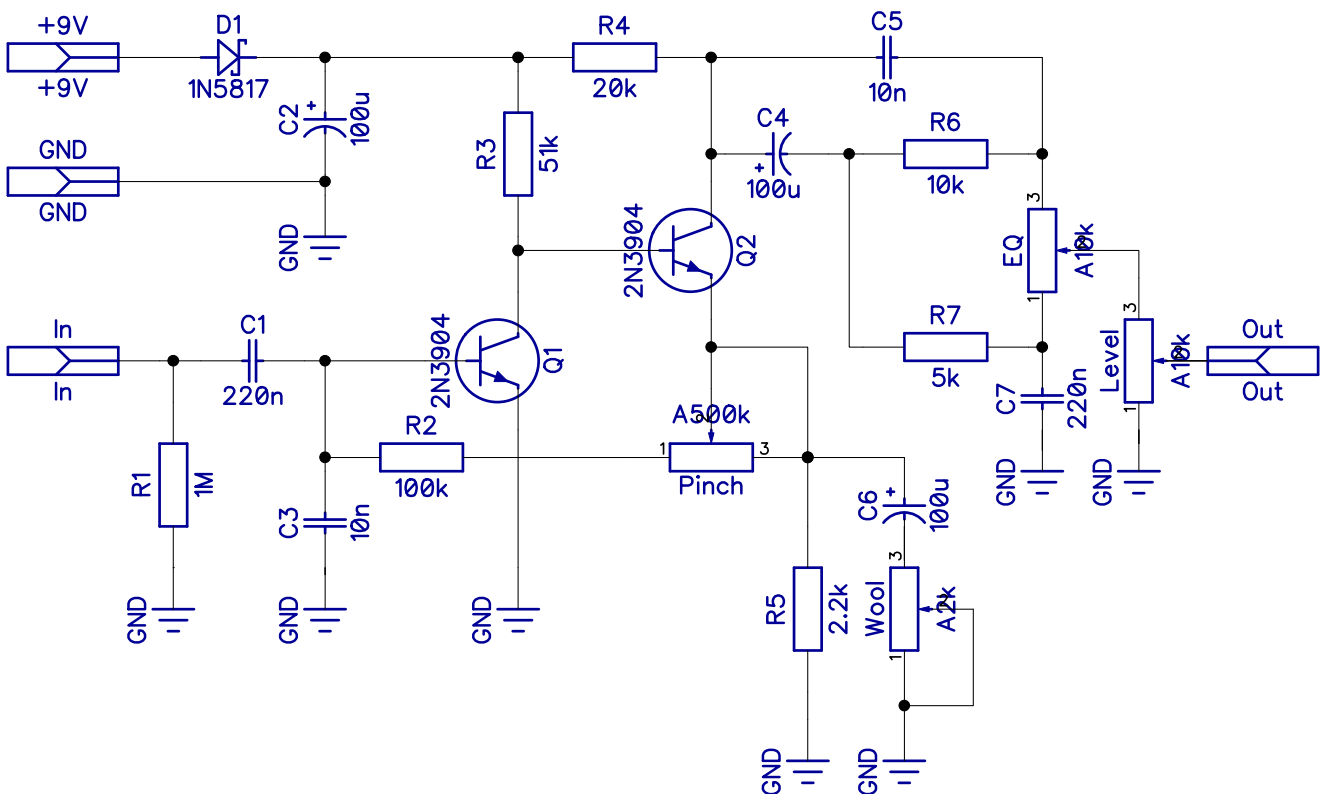 +9V
+9V
D1
1N5817
C2
+
100u
GND
GND
GND
R3
51k
R4
20k
C5
10n
C4
+
100u
R6
10k
2N3904
Q2
3
EQ
1
R7
5k
3
Level
1
Out
Out
C7
220n
GND
GND
In
In
C1
220n
2N3904
Q1
R1
1M
GND
R2
100k
C3
10n
GND
GND
A500k
1
3
Pinch
C6
+
100u
R5
2.2k
GND
3
Wool
1
GND